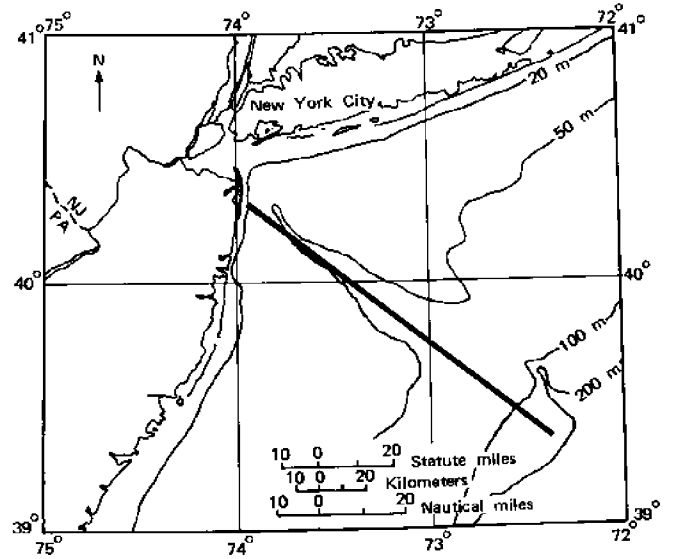 75° 74° 73° 72°
41° 41°
N
20 m
New York City
50 m
NJ
PA
40° 40°
100 m
200 m
10 0 20 Statute miles
10 0 20 Kilometers
10 0 20 Nautical miles
39° 39°
75° 74° 73° 72°